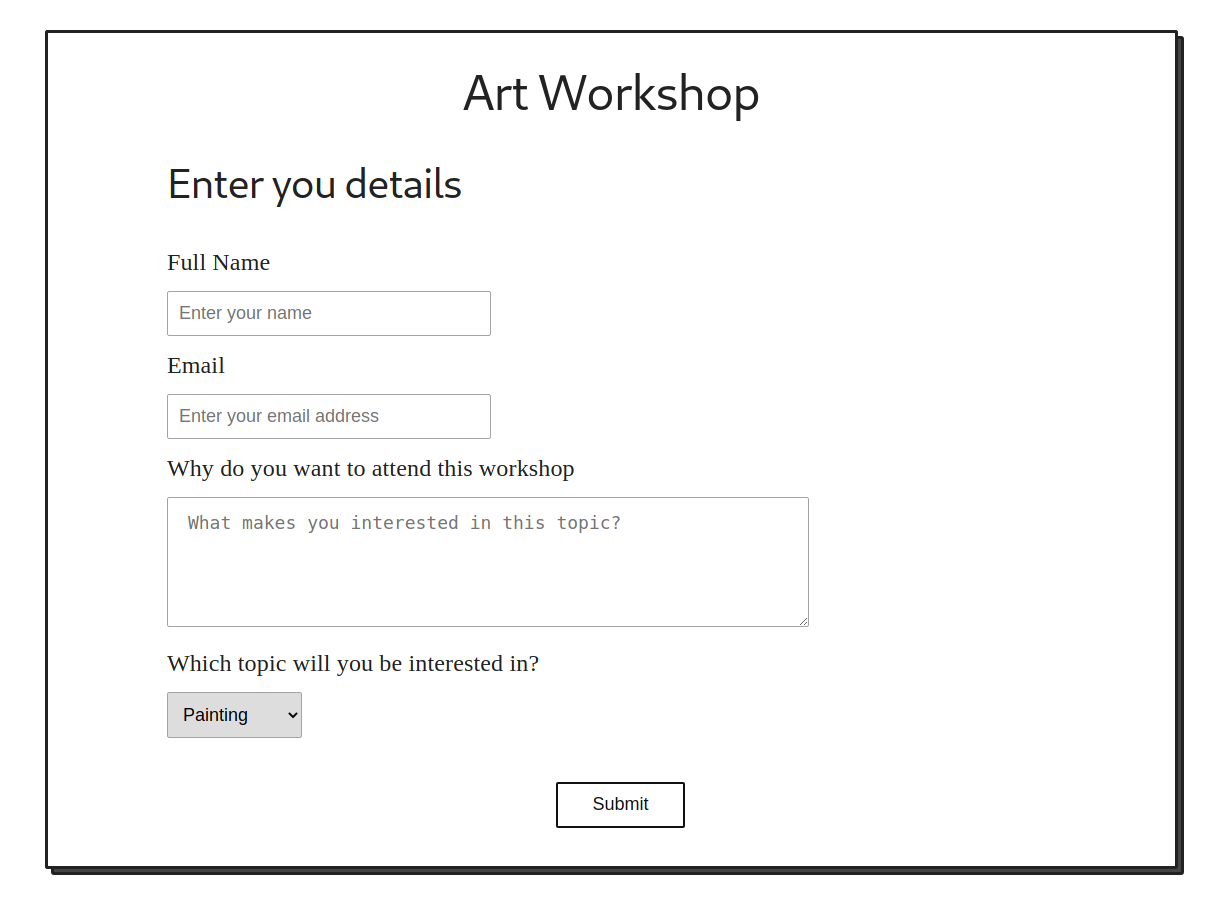 Art Workshop
Enter you details
Full Name
Enter your name
Email
Enter your email address
Why do you want to attend this workshop
What makes you interested in this topic?
Which topic will you be interested in?
Painting
Submit